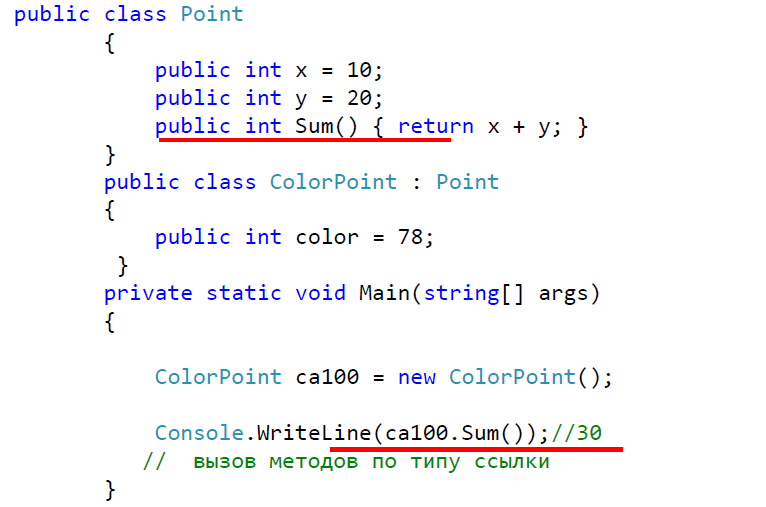 public class Point
{
public int x = 10;
public int y = 20;
public int Sum() { return x + y; }
}
public class ColorPoint : Point
{
public int color = 78;
}
private static void Main(string[] args)
{
ColorPoint ca100 = new ColorPoint();
Console.WriteLine(ca100.Sum());//30
// вызов методов по типу ссылки
}